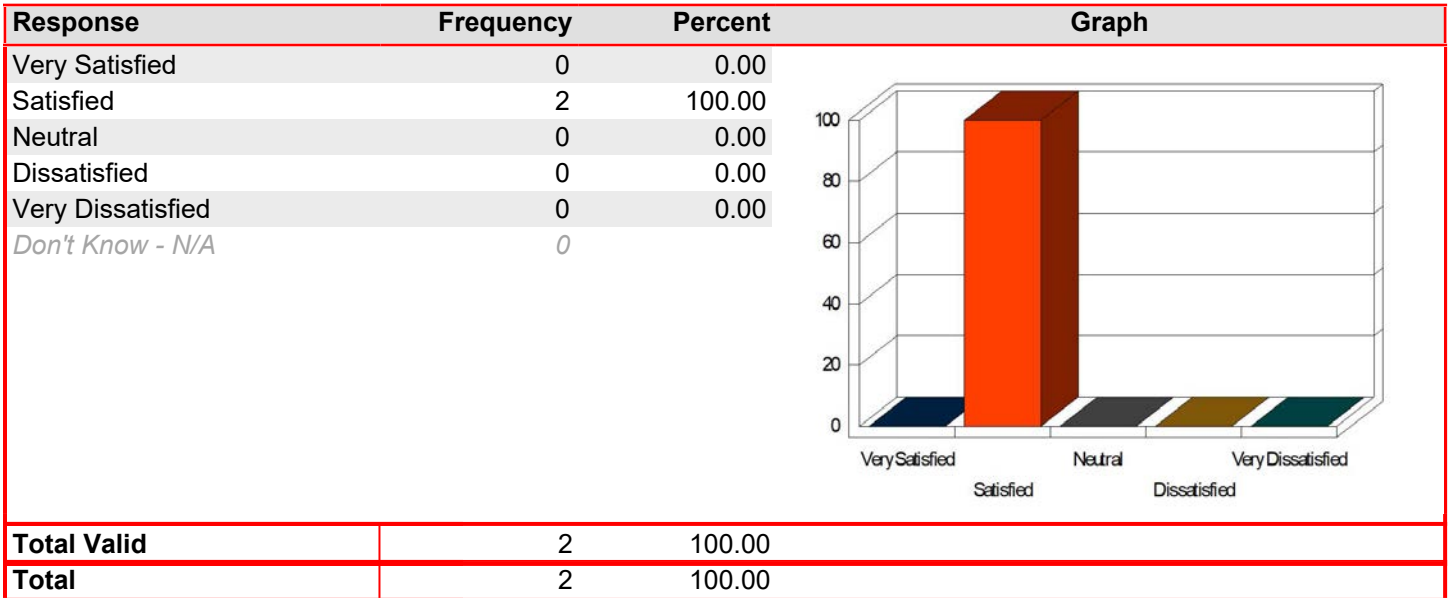 Response Frequency Percent Graph
Very Satisfied 0 0.00
Satisfied 2 100.00
Neutral 0 0.00
Dissatisfied 0 0.00
Very Dissatisfied 0 0.00
Don't Know - N/A 0
100
80
60
40
20
0
Very Satisfied Neutral Very Dissatisfied
Satisfied Dissatisfied
Total Valid 2 100.00
Total 2 100.00